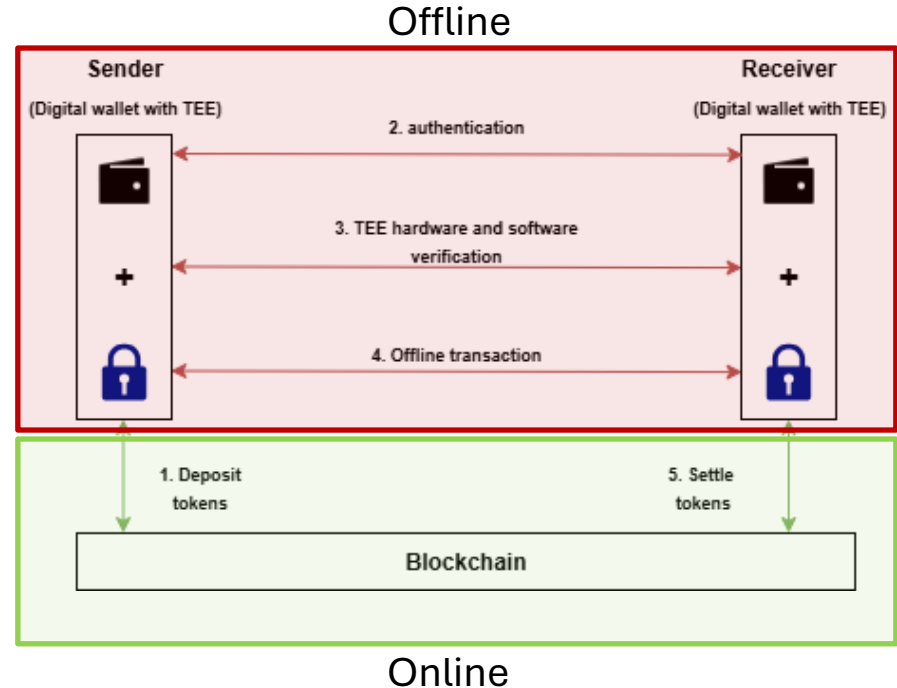 Offline
Sender
Receiver
(Digital wallet with TEE)
(Digital wallet with TEE)
2. authentication
3. TEE hardware and software
verification
+
+
4. Offline transaction
1. Deposit
tokens
5. Settle
tokens
Blockchain
Online